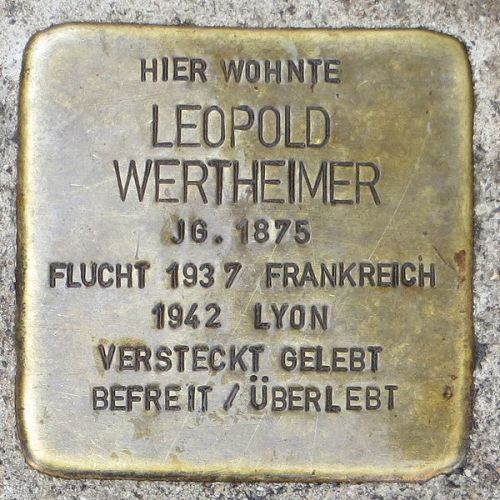 HIER WOHNTE
LEOPOLD
WERTHEIMER
JG. 1875
FLUCHT 1937 FRANKREICH
1942 LYON
VERSTECKT GELEBT
BEFREIT / ÜBERLEBT